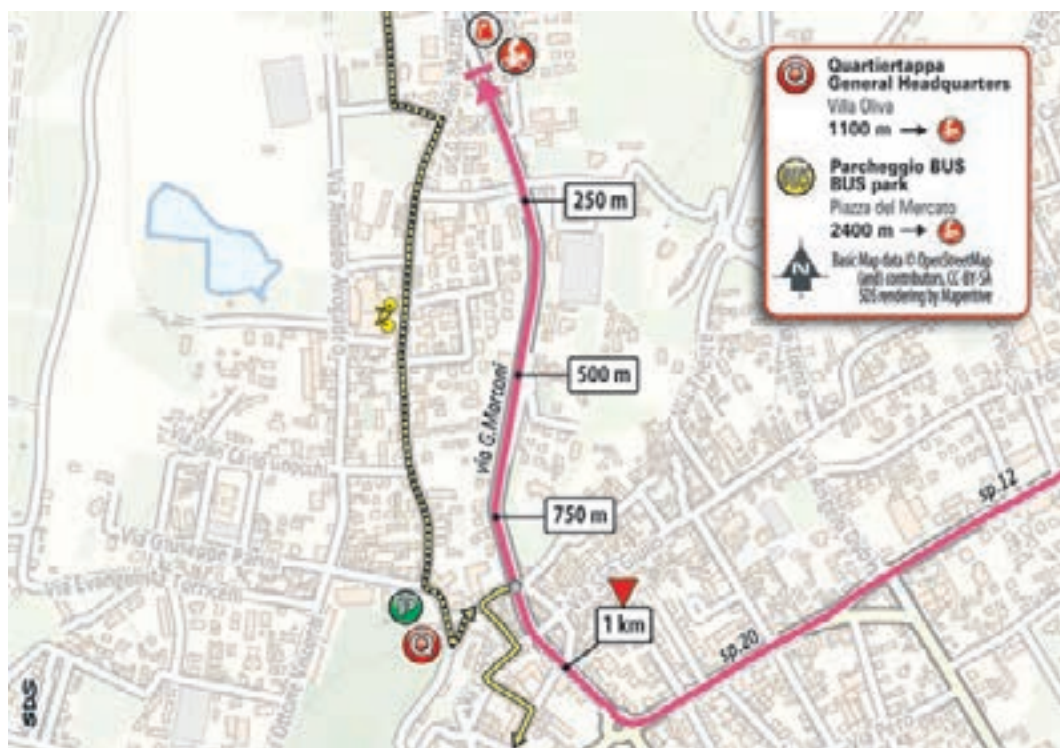 Quartiertappa
General Headquarters
Villa Oliva
1100 m
Parcheggio BUS
BUS park
Piazza del Mercato
2400 m
N
Basic Map data © OpenStreetMap
(and) contributors, CC-BY-SA
SDS rendering by Mapentive
250 m
500 m
via G.Marconi
750 m
sp.12
1 km
sp.20
Via Giuseppe
Via Evangelista Torricelli
Q
SDS